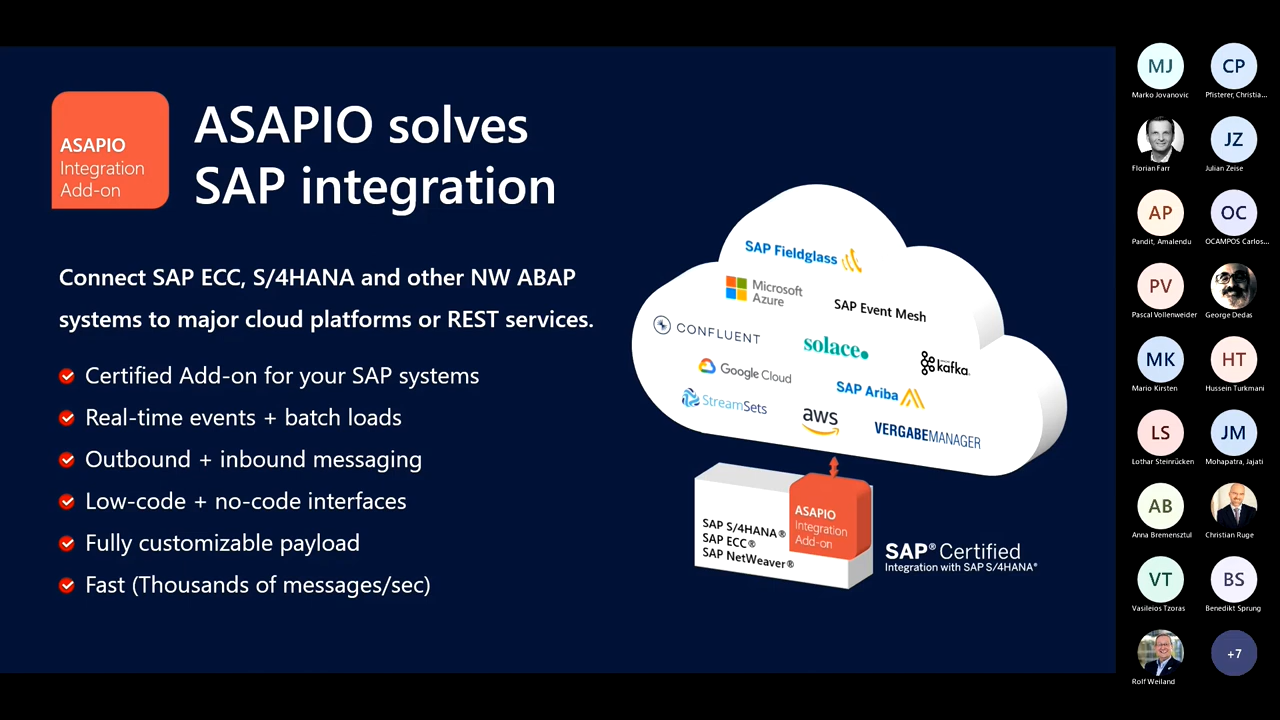 ASAPIO
Integration
Add-on
ASAPIO solves
SAP integration
Connect SAP ECC, S/4HANA and other NW ABAP
systems to major cloud platforms or REST services.
Certified Add-on for your SAP systems
Real-time events + batch loads
Outbound + inbound messaging
Low-code + no-code interfaces
Fully customizable payload
Fast (Thousands of messages/sec)
SAP Fieldglass
Microsoft
Azure
SAP Event Mesh
CONFLUENT
solace.
kafka
Google Cloud
SAP Ariba
StreamSets
aws
VERGABEMANAGER
SAP S/4HANA®
SAP ECC®
SAP NetWeaver®
ASAPIO
Integration
Add-on
SAP® Certified
Integration with SAP S/4HANA®
MJ
Marko Jovanovic
CP
Pfisterer, Christia...
Florian Farr
JZ
Julian Zeise
AP
Pandit, Amalendu
OC
OCAMPOS Carlos...
PV
Pascal Vollenweider
George Dedas
MK
Mario Kirsten
HT
Hussein Turkmani
LS
Lothar Steinrücken
JM
Mohapatra, Jajati
AB
Anna Bremensztul
Christian Ruge
VT
Vasileios Tzoras
BS
Benedikt Sprung
Rolf Weiland
+7